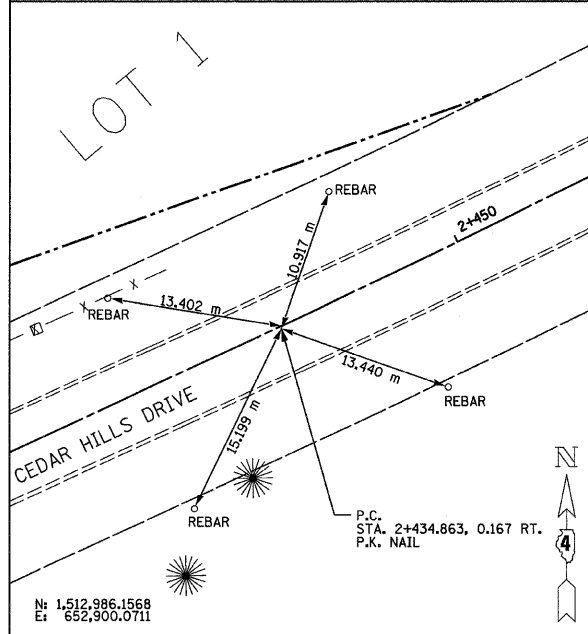 LOT 1
REBAR
2+450
10.917 m
X X
13.402 m
REBAR
13.440 m
REBAR
CEDAR HILLS DRIVE
15.199 m
REBAR
P.C.
STA. 2+434.863, 0.167 RT.
P.K. NAIL
N
4
N: 1,512,986.1568
E: 652,900.0711